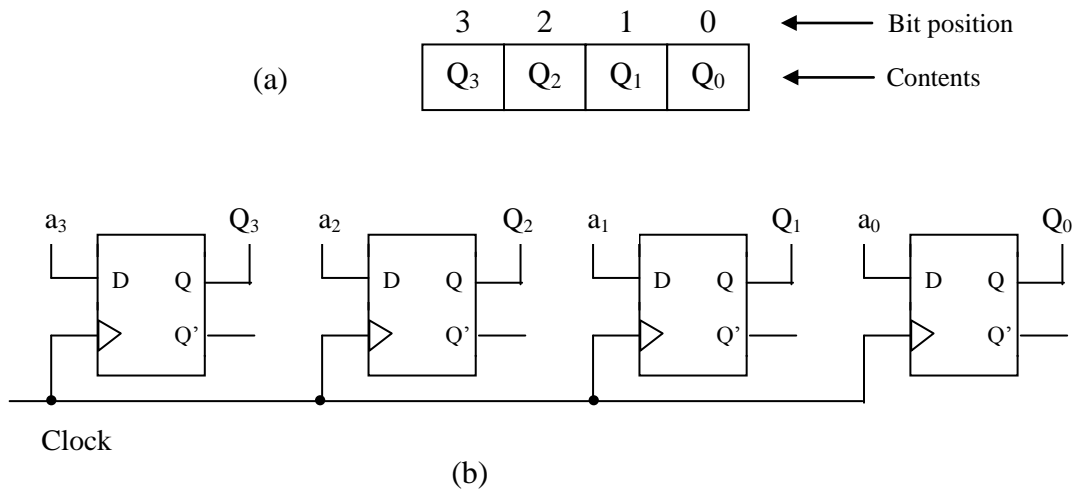 3 2 1 0 Bit position
(a) Q₃ Q₂ Q₁ Q₀ Contents
a₃ Q₃ a₂ Q₂ a₁ Q₁ a₀ Q₀
D Q D Q D Q D Q
Q’ Q’ Q’ Q’
Clock
(b)